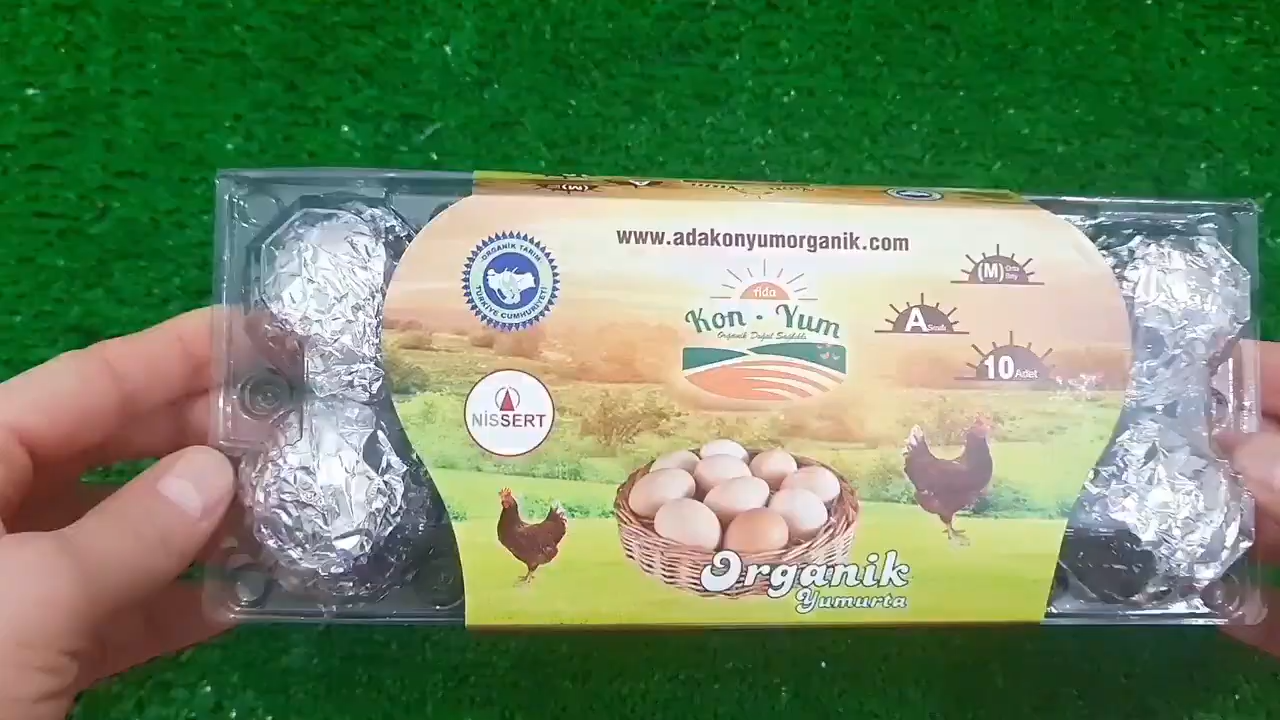 www.adakonyumorganik.com
ORGANİK TARIM
TÜRKİYE CUMHURİYETİ
Ada
Kon · Yum
Organik Doğal Sağlıklı
(M) Orta Boy
A Sınıfı
10 Adet
NİSSERT
Organik
Yumurta